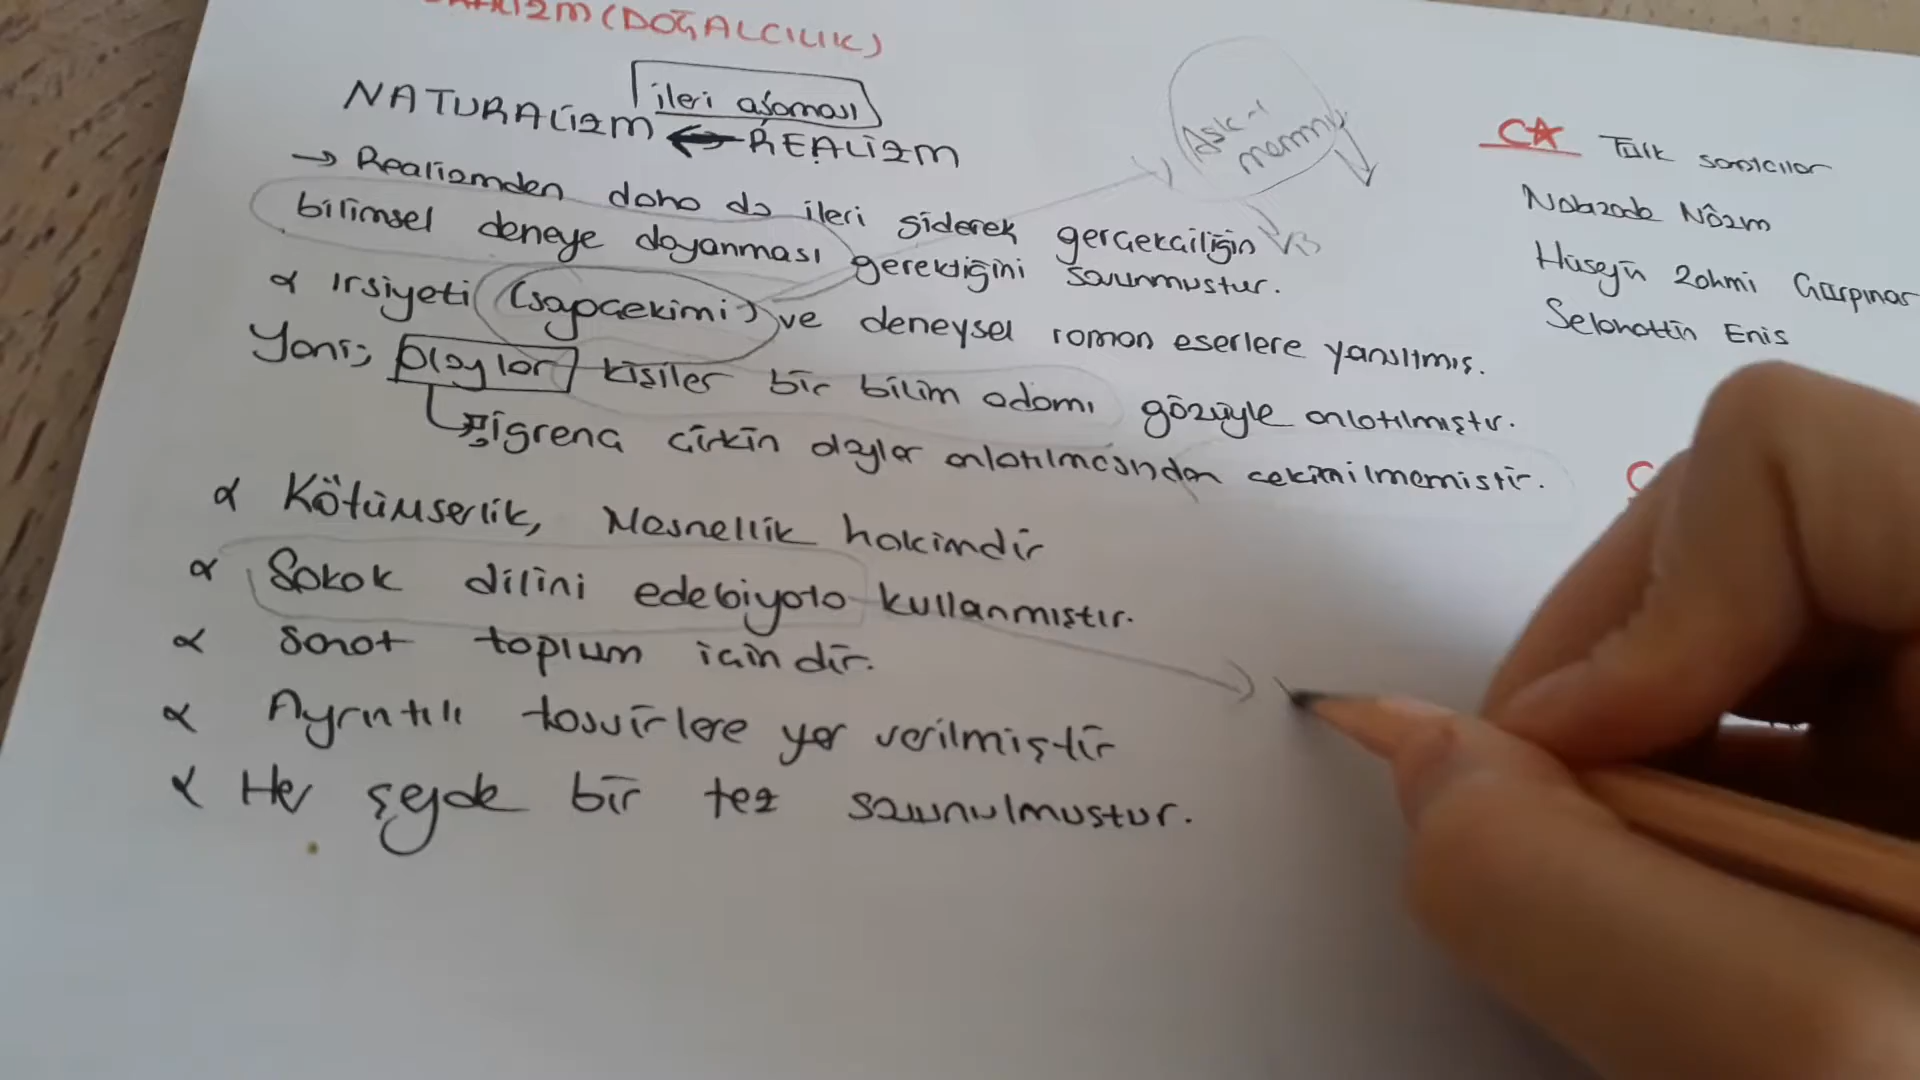 (DOĞALCILIK)
ileri aşaması
NATURALİZM ↔ REALİZM
→ Realizmden daha da ileri giderek gerçekçiliğin
bilimsel deneye dayanması gerektiğini savunmuştur.
α Irsiyeti (soyaçekimi) ve deneysel roman eserlere yansıtmış.
Yani; olaylar kişiler bir bilim adamı gözüyle anlatılmıştır.
İğrenç çirkin olaylar anlatılmasından çekinilmemiştir.
α Kötümserlik, Nesnellik hakimdir
α Sokak dilini edebiyata kullanmıştır.
α Sanat toplum içindir.
α Ayrıntılı tasvirlere yer verilmiştir
α Her şeyde bir tez savunulmuştur.
Aşk-ı
memnu
Türk sanatçılar
Nabizade Nâzım
Hüseyin Rahmi Gürpınar
Selahattin Enis